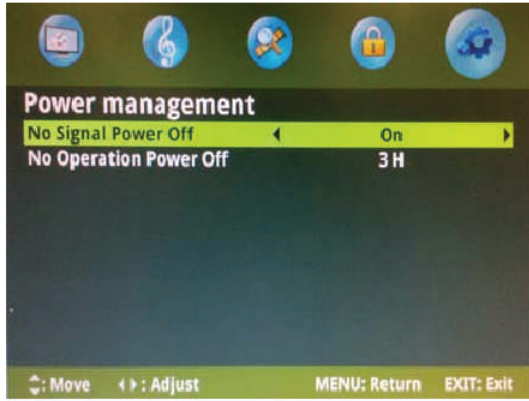 Power management
No Signal Power Off On
No Operation Power Off 3 H
: Move : Adjust MENU: Return EXIT: Exit